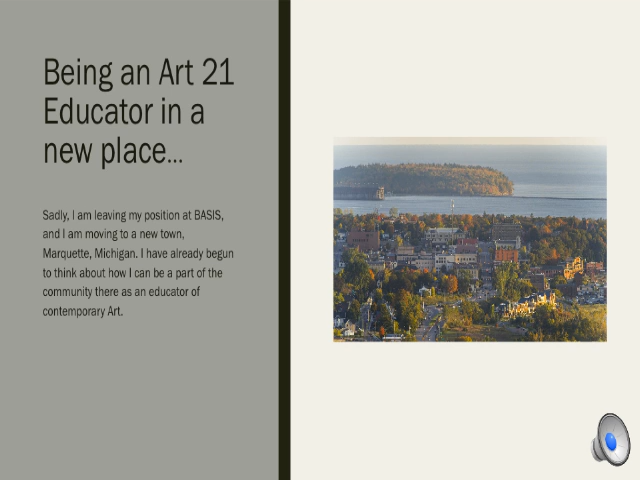 Being an Art 21
Educator in a
new place...
Sadly, I am leaving my position at BASIS,
and I am moving to a new town,
Marquette, Michigan. I have already begun
to think about how I can be a part of the
community there as an educator of
contemporary Art.